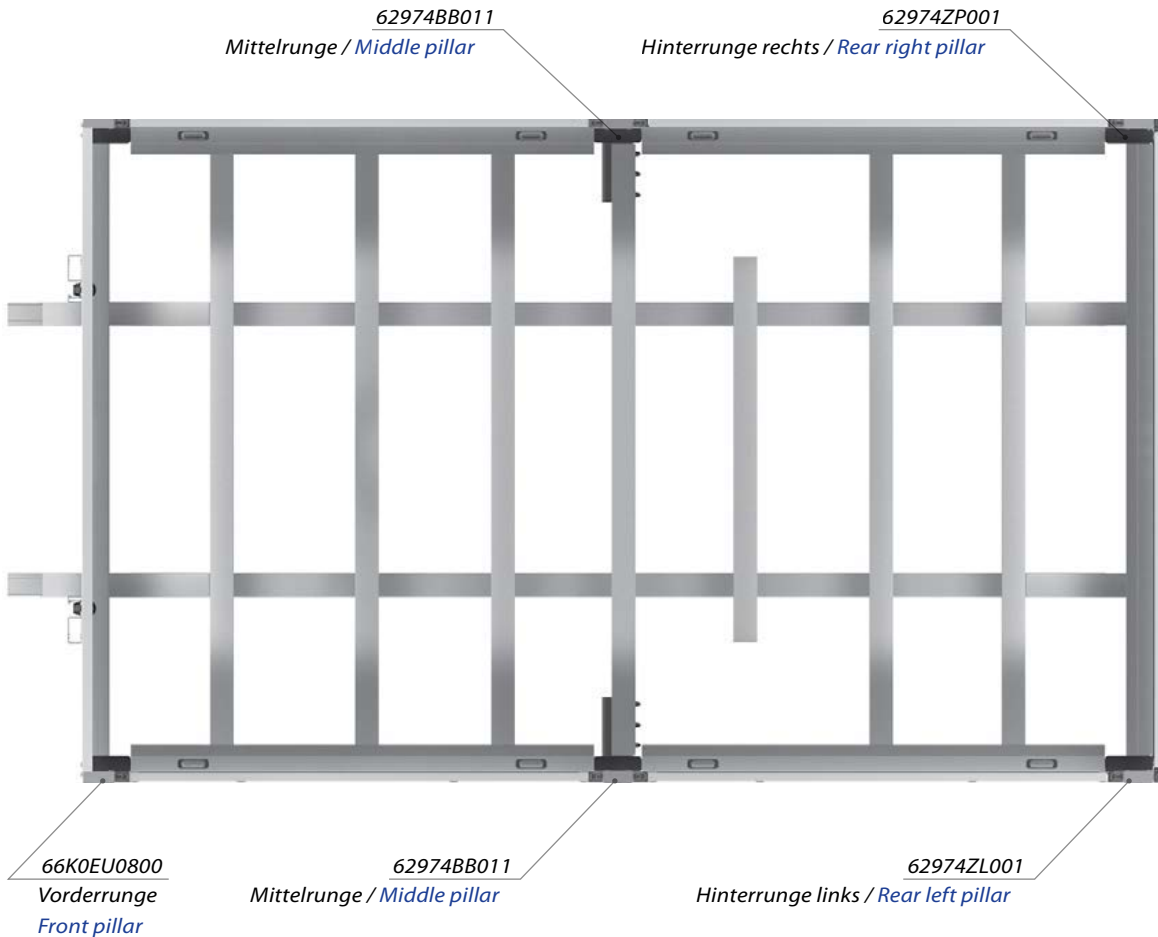 62974BB011
Mittelrunge / Middle pillar
62974ZP001
Hinterrunge rechts / Rear right pillar
66K0EU0800
Vorderrunge
Front pillar
62974BB011
Mittelrunge / Middle pillar
62974ZL001
Hinterrunge links / Rear left pillar